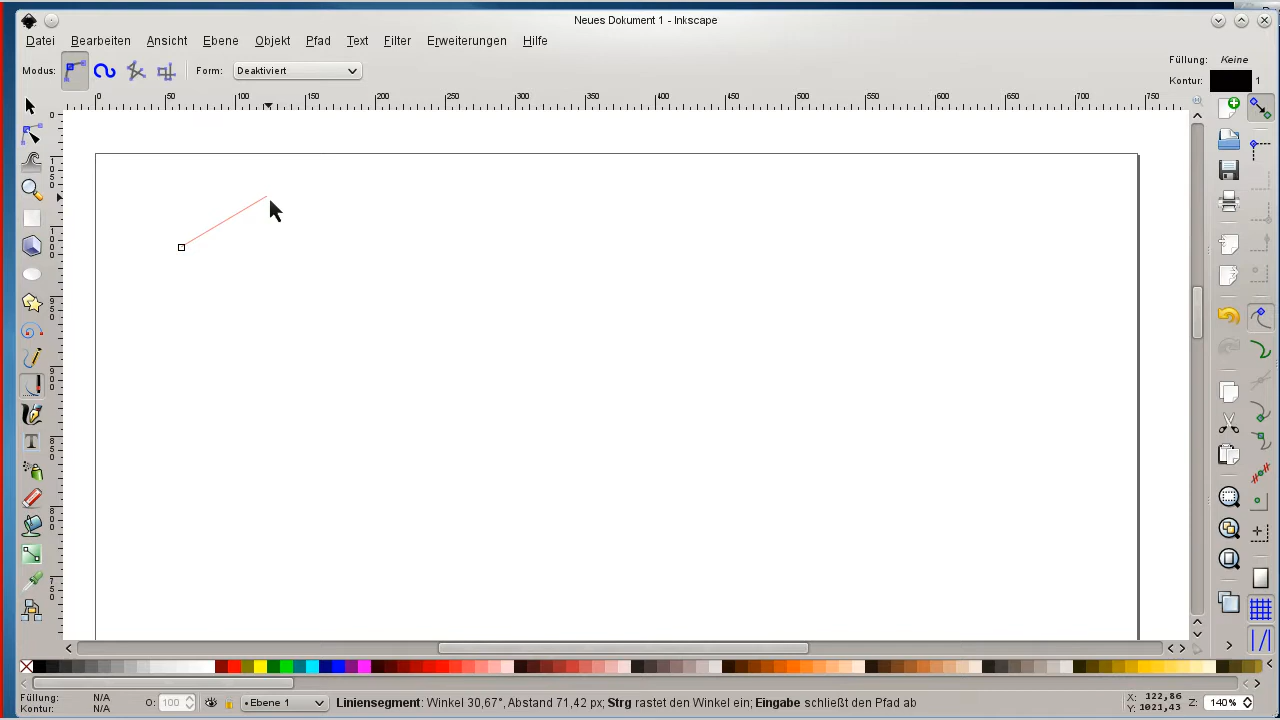 Neues Dokument 1 - Inkscape
Datei Bearbeiten Ansicht Ebene Objekt Pfad Text Filter Erweiterungen Hilfe
Modus: Form: Deaktiviert
Füllung: Keine
Kontur: 1
0 50 100 150 200 250 300 350 400 450 500 550 600 650 700 750
Füllung: N/A
Kontur: N/A
O: 100
Ebene 1
Liniensegment: Winkel 30,67° Abstand 71,42 px; Strg rastet den Winkel ein; Eingabe schließt den Pfad ab
X: 122,86
Y: 1021,43
Z: 140%